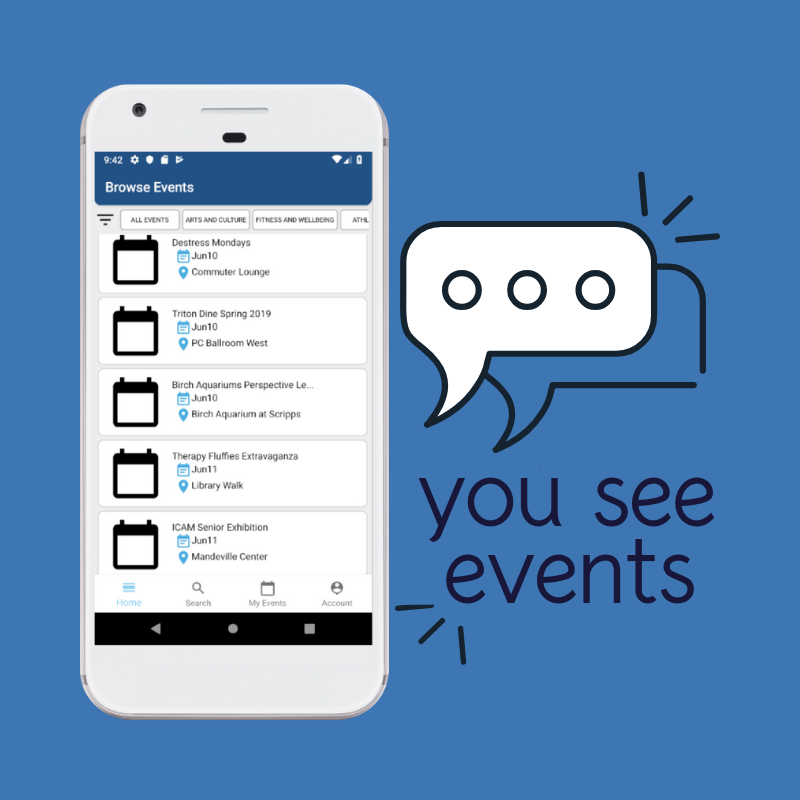 9:42
Browse Events
ALL EVENTS ARTS AND CULTURE FITNESS AND WELLBEING ATHL
Destress Mondays
Jun10
Commuter Lounge
Triton Dine Spring 2019
Jun10
PC Ballroom West
Birch Aquariums Perspective Le...
Jun10
Birch Aquarium at Scripps
Therapy Fluffies Extravaganza
Jun11
Library Walk
ICAM Senior Exhibition
Jun11
Mandeville Center
Home Search My Events Account
you see
events